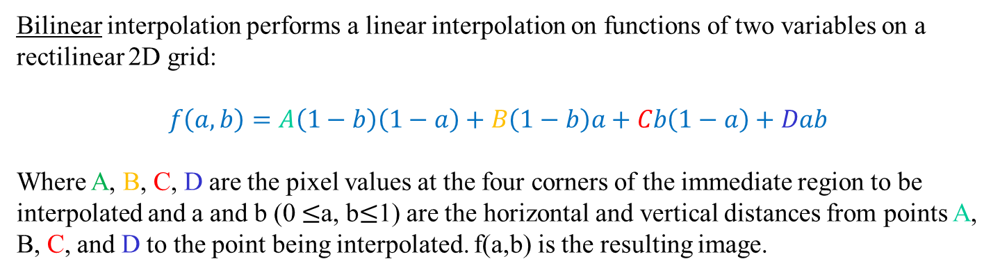 Bilinear interpolation performs a linear interpolation on functions of two variables on a
rectilinear 2D grid:
f(a, b) = A(1 − b)(1 − a) + B(1 − b)a + Cb(1 − a) + Dab
Where A, B, C, D are the pixel values at the four corners of the immediate region to be
interpolated and a and b (0 ≤a, b≤1) are the horizontal and vertical distances from points A,
B, C, and D to the point being interpolated. f(a,b) is the resulting image.